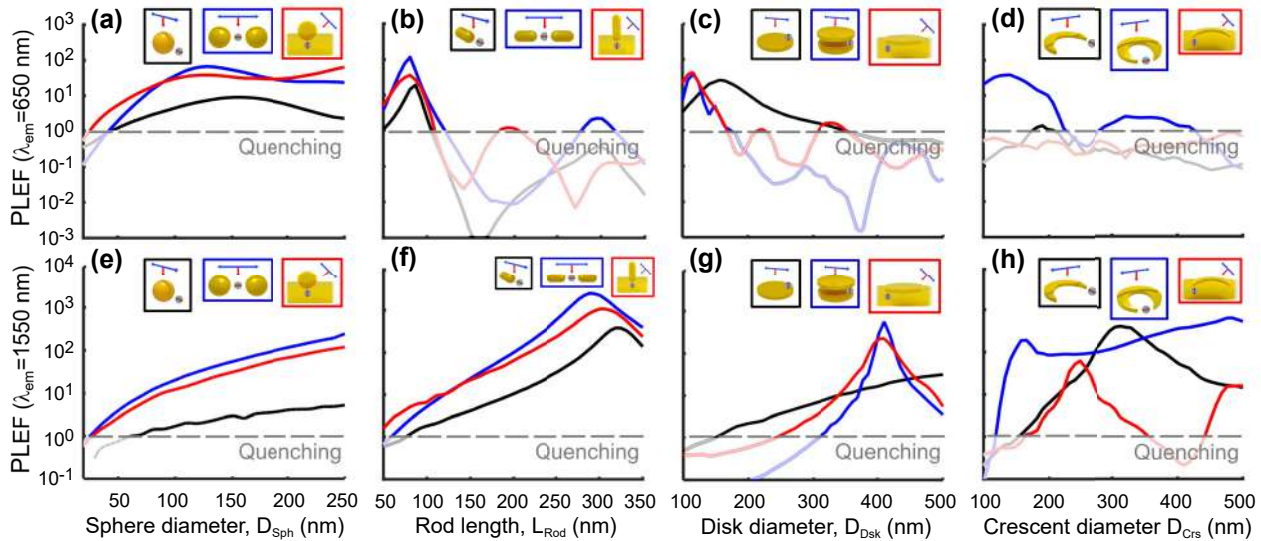 (a) (b) (c) (d)
PLEF (λem=650 nm)
10³
10²
10¹
10⁰
10⁻¹
10⁻²
10⁻³
Quenching Quenching Quenching Quenching
(e) (f) (g) (h)
PLEF (λem=1550 nm)
10⁴
10³
10²
10¹
10⁰
10⁻¹
Quenching Quenching Quenching Quenching
50 100 150 200 250 50 100 150 200 250 300 350 100 200 300 400 500 100 200 300 400 500
Sphere diameter, DSph (nm) Rod length, LRod (nm) Disk diameter, DDsk (nm) Crescent diameter DCrs (nm)